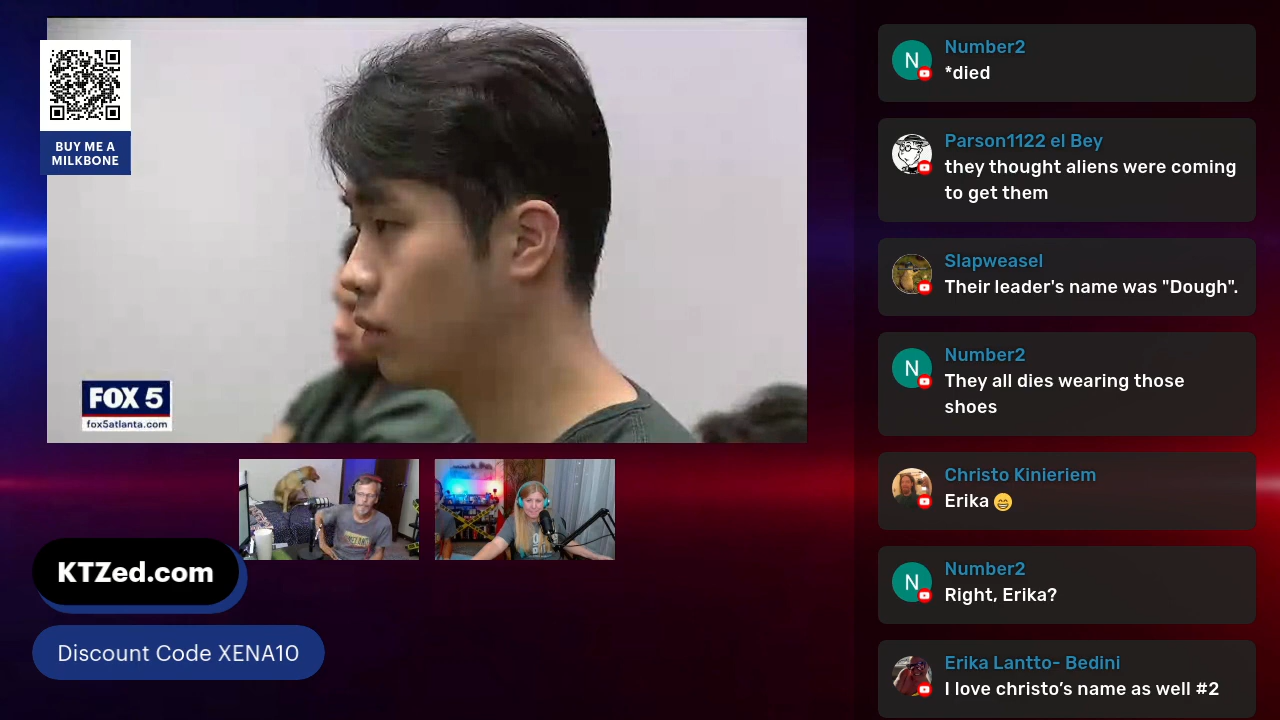 BUY ME A
MILKBONE
FOX 5
fox5atlanta.com
KTZed.com
Discount Code XENA10
N
Number2
*died
Parson1122 el Bey
they thought aliens were coming
to get them
Slapweasel
Their leader's name was "Dough".
N
Number2
They all dies wearing those
shoes
Christo Kinieriem
Erika 😁
N
Number2
Right, Erika?
Erika Lantto- Bedini
I love christo's name as well #2